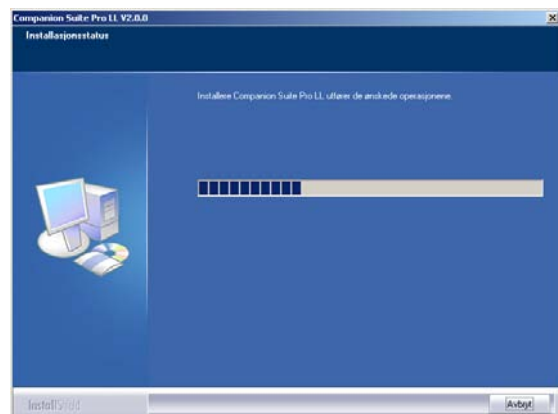 Companion Suite Pro LL V2.0.0
Installasjonsstatus
Installere Companion Suite Pro LL utfører de ønskede operasjonene.
InstallShield
Avbryt